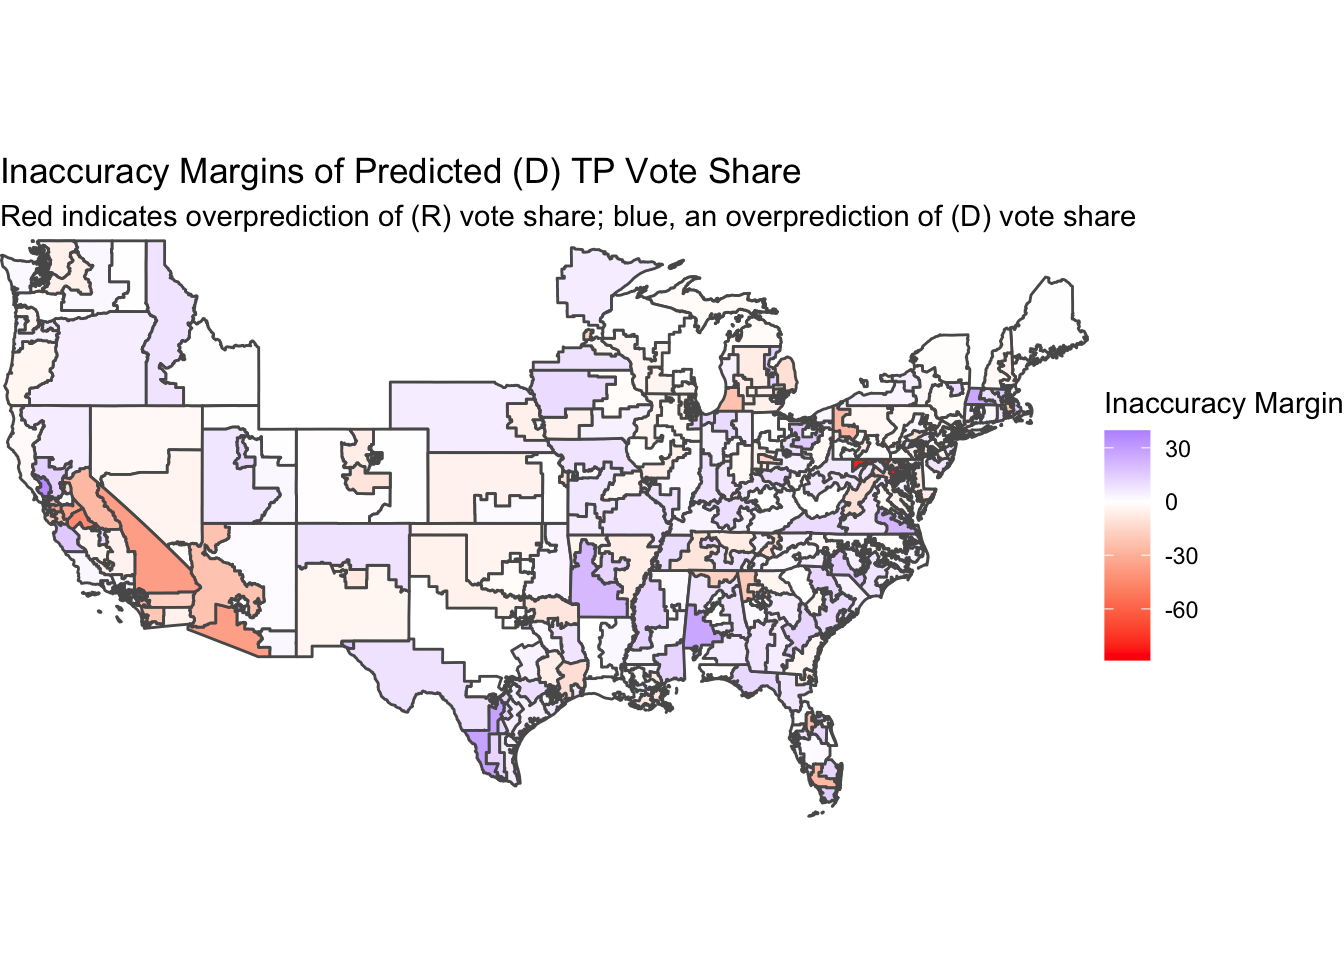 Inaccuracy Margins of Predicted (D) TP Vote Share
Red indicates overprediction of (R) vote share; blue, an overprediction of (D) vote share
Inaccuracy Margin
30
0
-30
-60